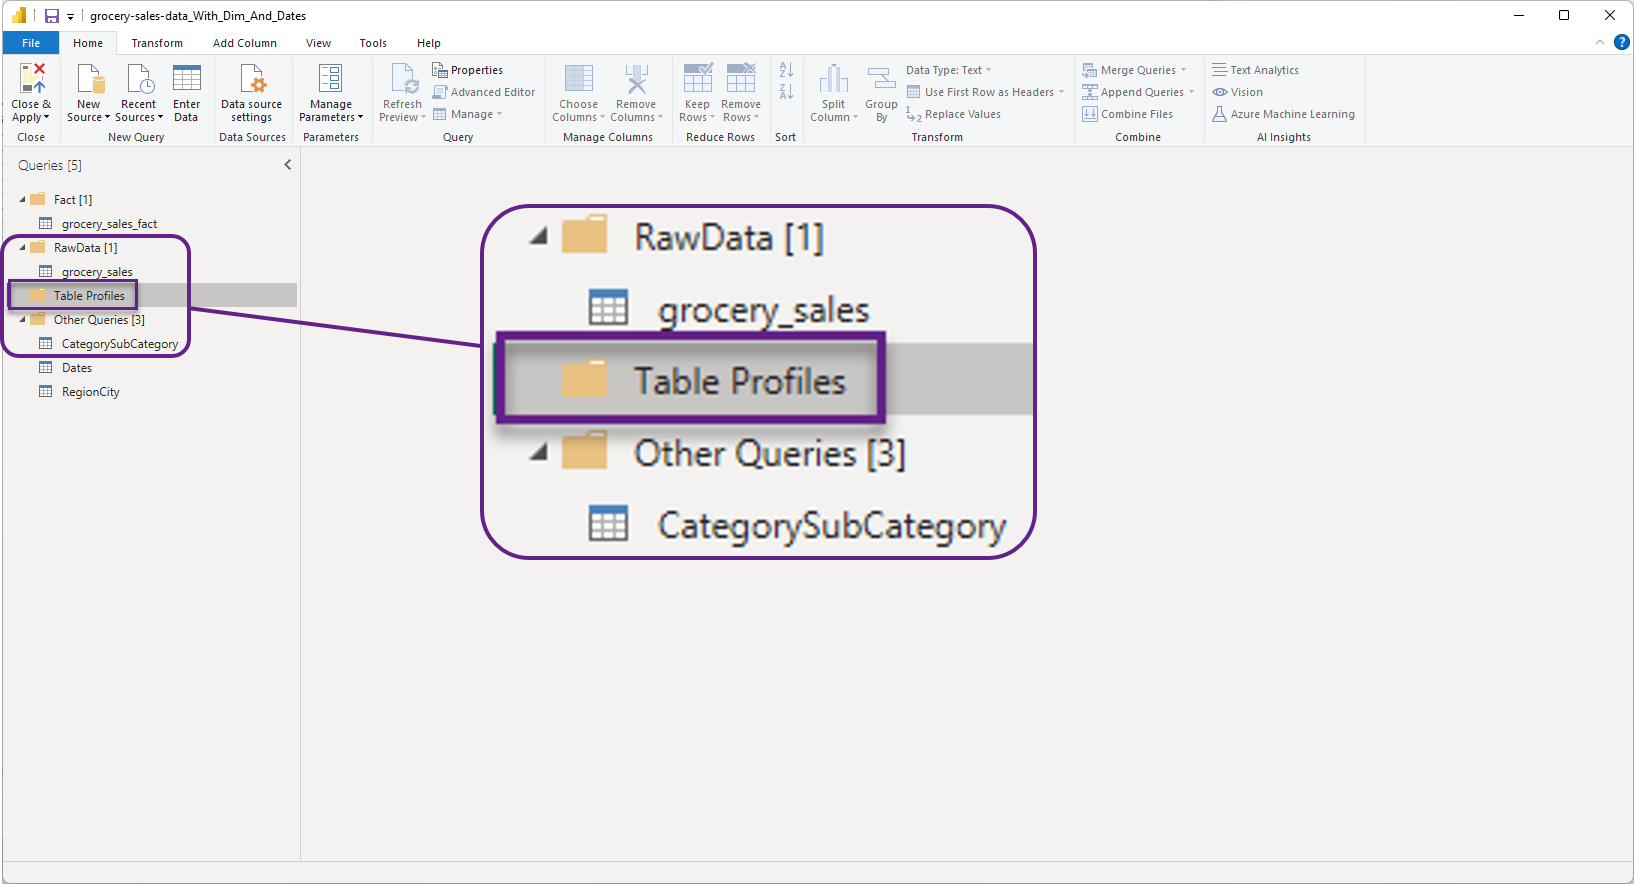 grocery-sales-data_With_Dim_And_Dates
File Home Transform Add Column View Tools Help
Close & Apply
New Source
Recent Sources
Enter Data
Data source settings
Manage Parameters
Refresh Preview
Properties
Advanced Editor
Manage
Choose Columns
Remove Columns
Keep Rows
Remove Rows
A Z
Z A
Split Column
Group By
Data Type: Text
Use First Row as Headers
1 2 Replace Values
Merge Queries
Append Queries
Combine Files
Text Analytics
Vision
Azure Machine Learning
Close
New Query
Data Sources
Parameters
Query
Manage Columns
Reduce Rows
Sort
Transform
Combine
AI Insights
Queries [5]
Fact [1]
grocery_sales_fact
RawData [1]
grocery_sales
Table Profiles
Other Queries [3]
CategorySubCategory
Dates
RegionCity
RawData [1]
grocery_sales
Table Profiles
Other Queries [3]
CategorySubCategory